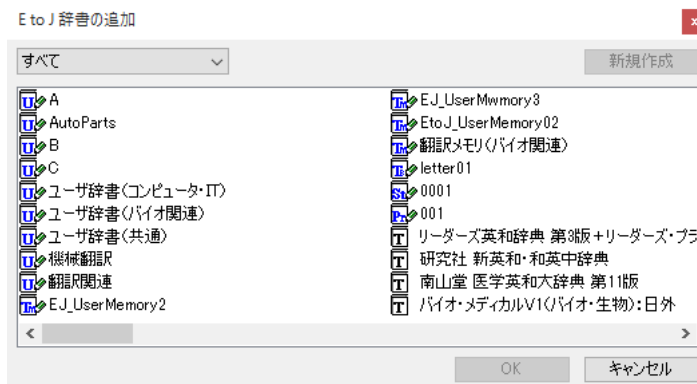 E to J 辞書の追加
x
すべて
新規作成
A
AutoParts
B
C
ユーザ辞書(コンピュータ・IT)
ユーザ辞書(バイオ関連)
ユーザ辞書(共通)
機械翻訳
翻訳関連
EJ_UserMemory2
EJ_UserMwmory3
EtoJ_UserMemory02
翻訳メモリ(バイオ関連)
letter01
0001
001
リーダーズ英和辞典 第3版+リーダーズ・プラ
研究社 新英和・和英中辞典
南山堂 医学英和大辞典 第11版
バイオ・メディカルV1(バイオ・生物):日外
OK
キャンセル